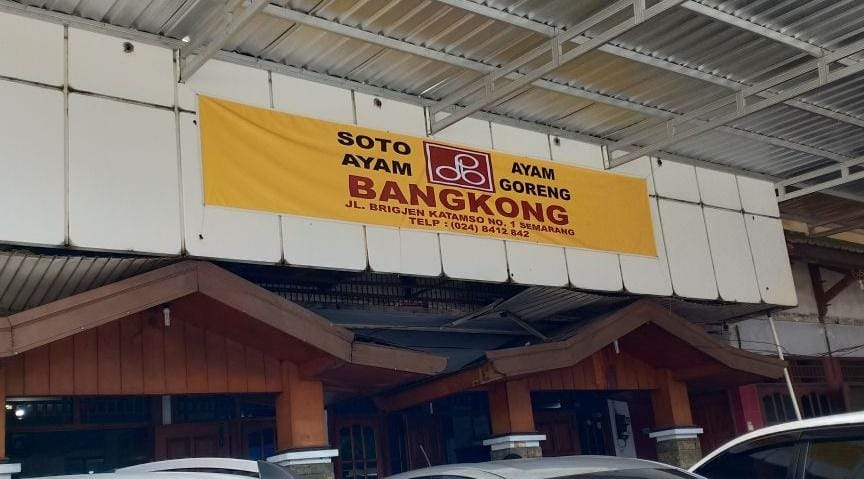 SOTO AYAM
AYAM GORENG
BANGKONG
JL. BRIGJEN KATAMSO NO. 1 SEMARANG
TELP : (024) 8412 842